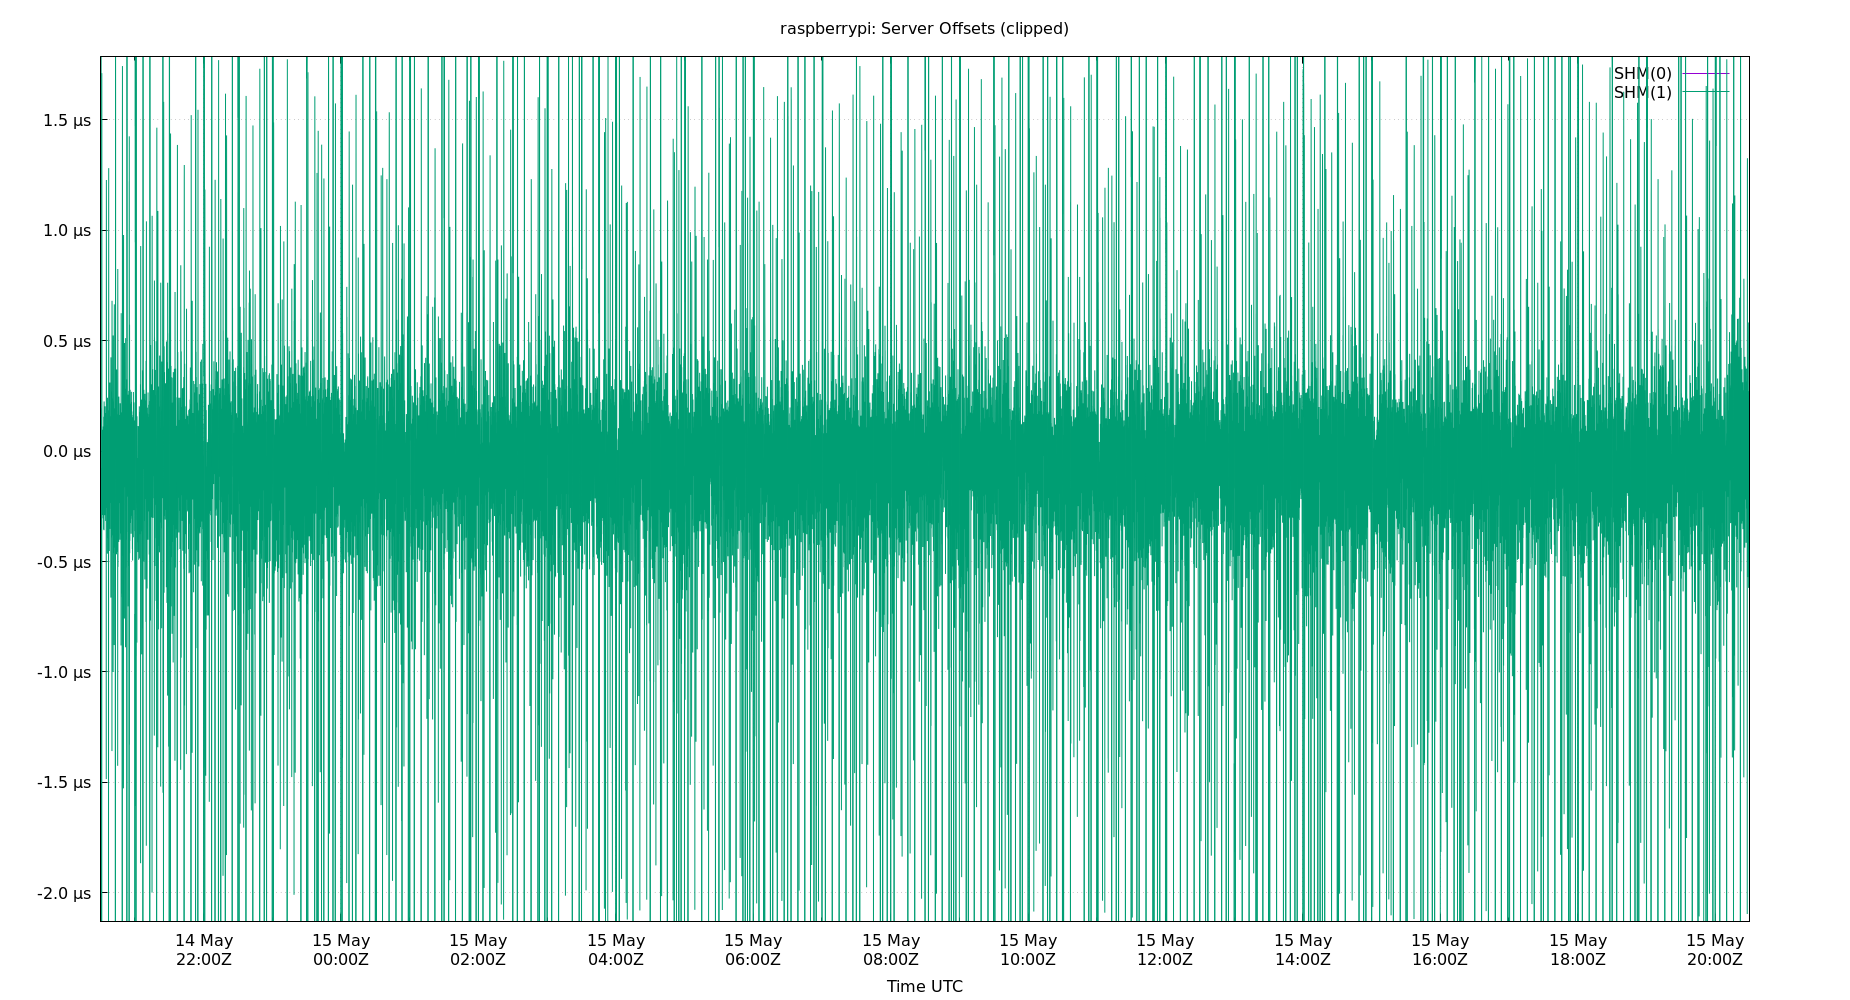 raspberrypi: Server Offsets (clipped)
SHM(0)
SHM(1)
1.5 µs
1.0 µs
0.5 µs
0.0 µs
-0.5 µs
-1.0 µs
-1.5 µs
-2.0 µs
14 May 15 May 15 May 15 May 15 May 15 May 15 May 15 May 15 May 15 May 15 May 15 May
22:00Z 00:00Z 02:00Z 04:00Z 06:00Z 08:00Z 10:00Z 12:00Z 14:00Z 16:00Z 18:00Z 20:00Z
Time UTC